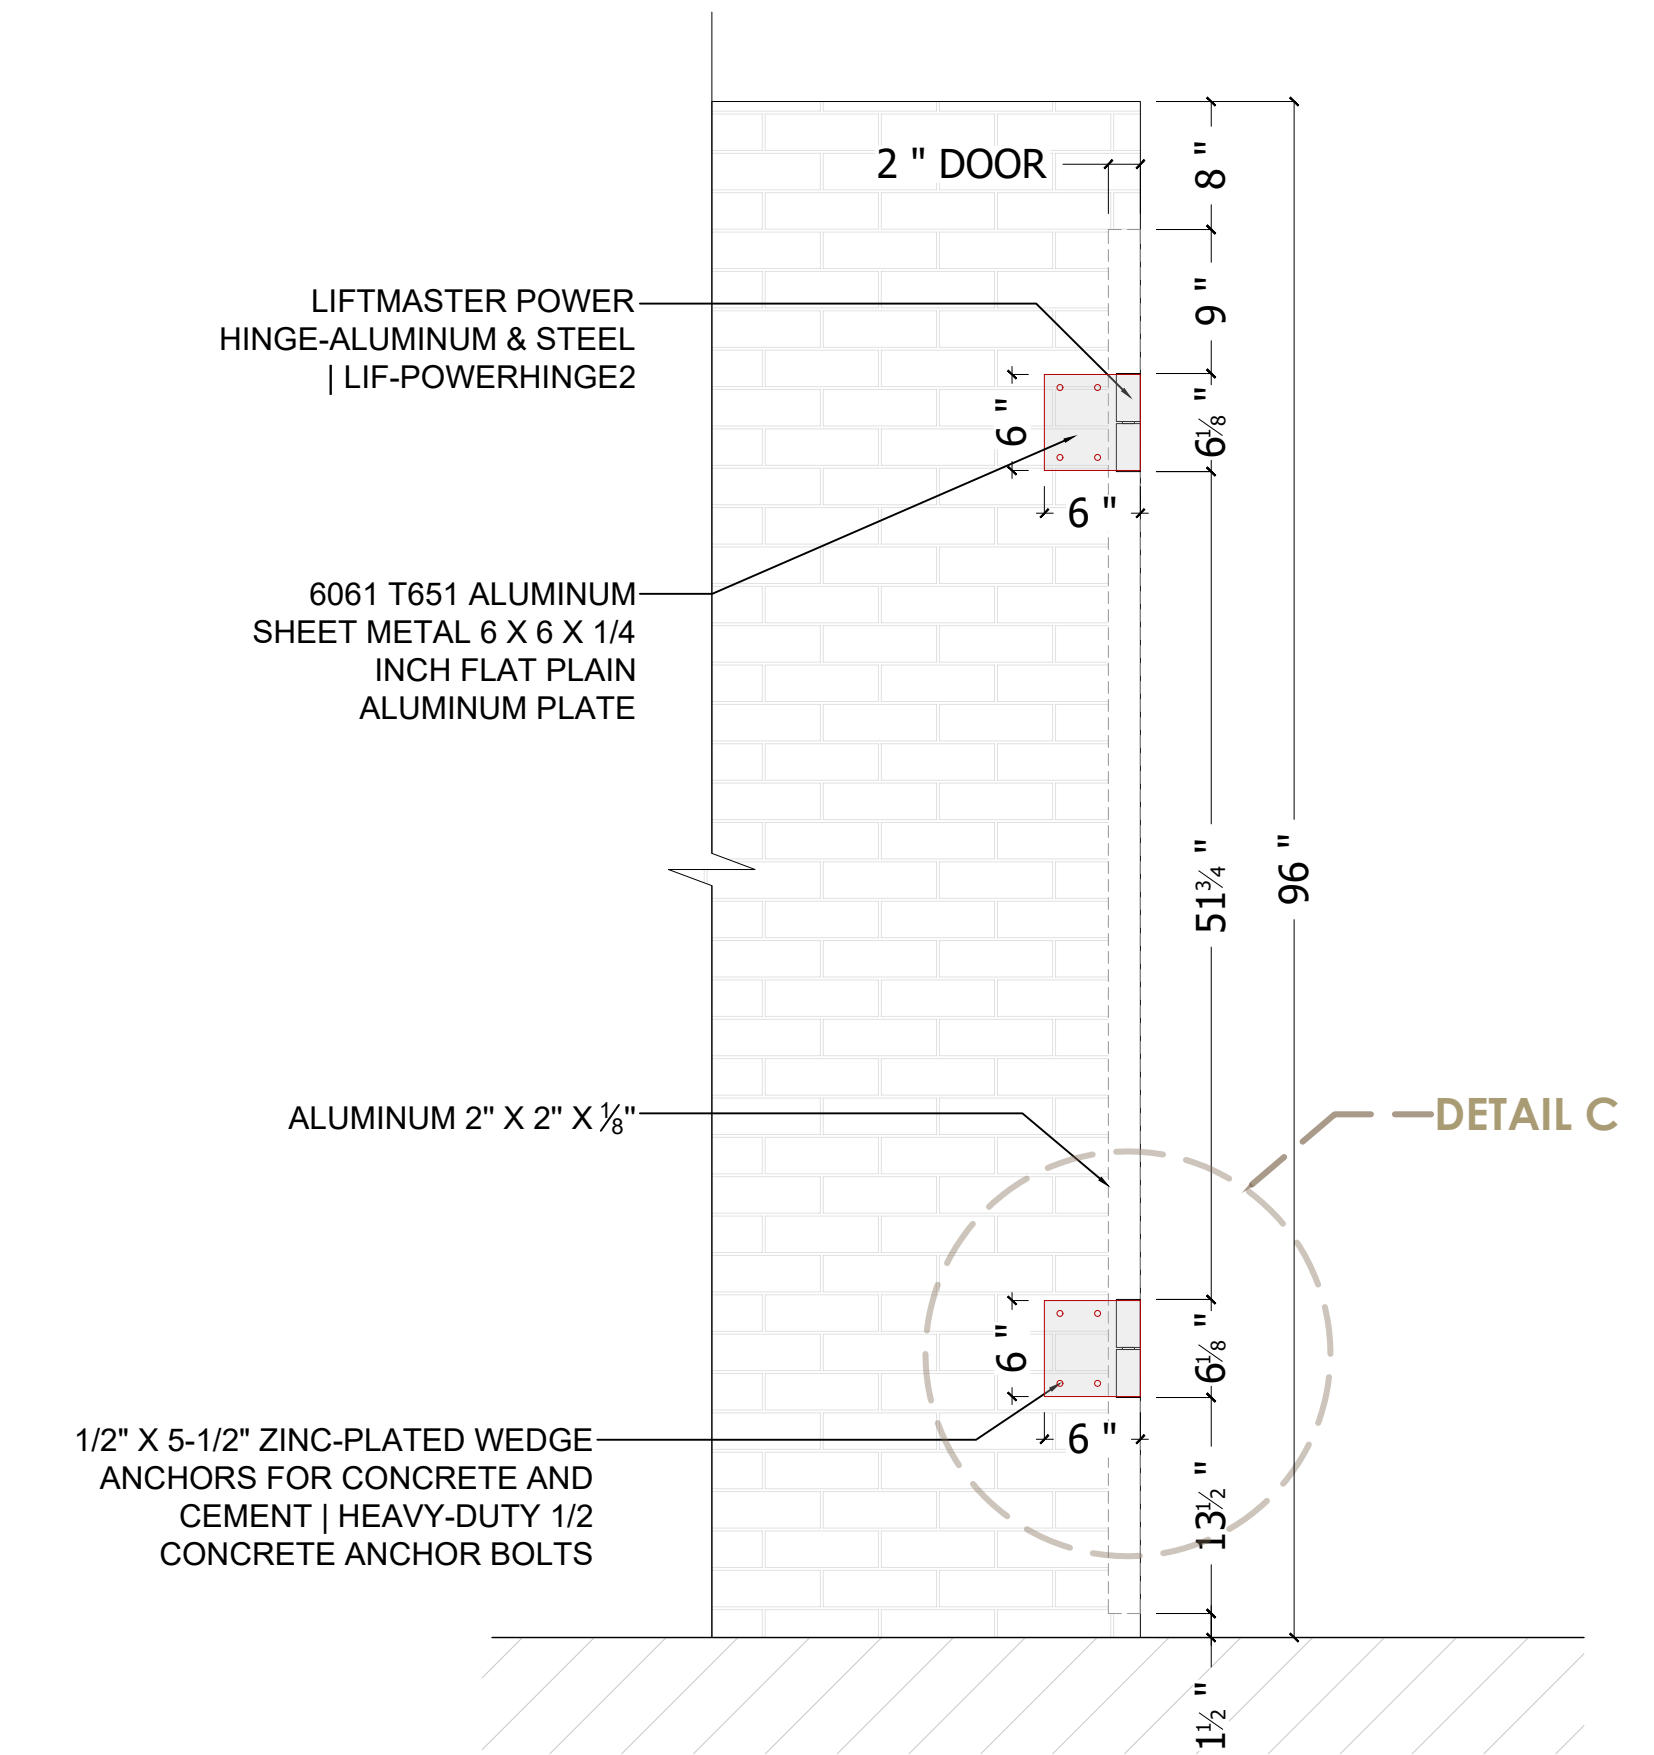 2 " DOOR
8 "
9 "
LIFTMASTER POWER
HINGE-ALUMINUM & STEEL
| LIF-POWERHINGE2
6 "
6⅛ "
6 "
6061 T651 ALUMINUM
SHEET METAL 6 X 6 X 1/4
INCH FLAT PLAIN
ALUMINUM PLATE
51¾ "
96 "
ALUMINUM 2" X 2" X ⅛"
DETAIL C
6 "
6⅛ "
6 "
1/2" X 5-1/2" ZINC-PLATED WEDGE
ANCHORS FOR CONCRETE AND
CEMENT | HEAVY-DUTY 1/2
CONCRETE ANCHOR BOLTS
13½ "
1½ "